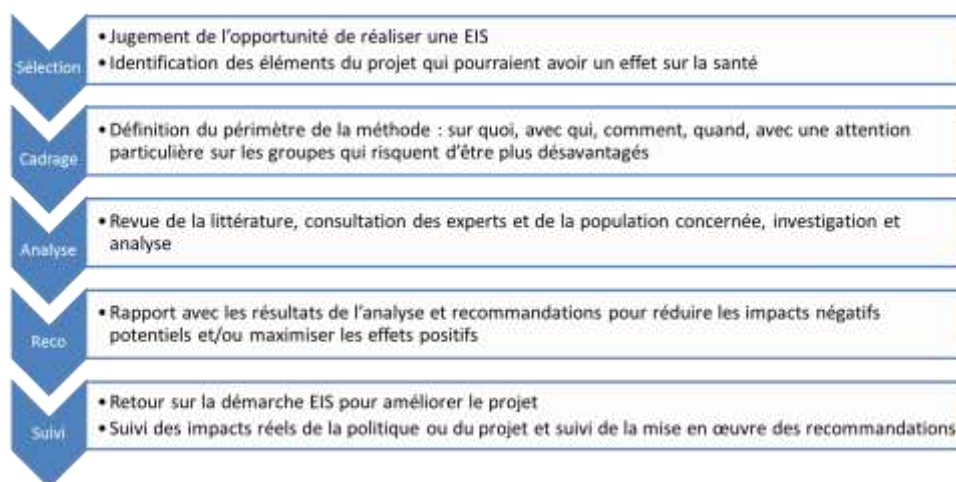 Sélection
• Jugement de l'opportunité de réaliser une EIS
• Identification des éléments du projet qui pourraient avoir un effet sur la santé
Cadrage
• Définition du périmètre de la méthode : sur quoi, avec qui, comment, quand, avec une attention
particulière sur les groupes qui risquent d'être plus désavantagés
Analyse
• Revue de la littérature, consultation des experts et de la population concernée, investigation et
analyse
Reco
• Rapport avec les résultats de l'analyse et recommandations pour réduire les impacts négatifs
potentiels et/ou maximiser les effets positifs
Suivi
• Retour sur la démarche EIS pour améliorer le projet
• Suivi des impacts réels de la politique ou du projet et suivi de la mise en œuvre des recommandations